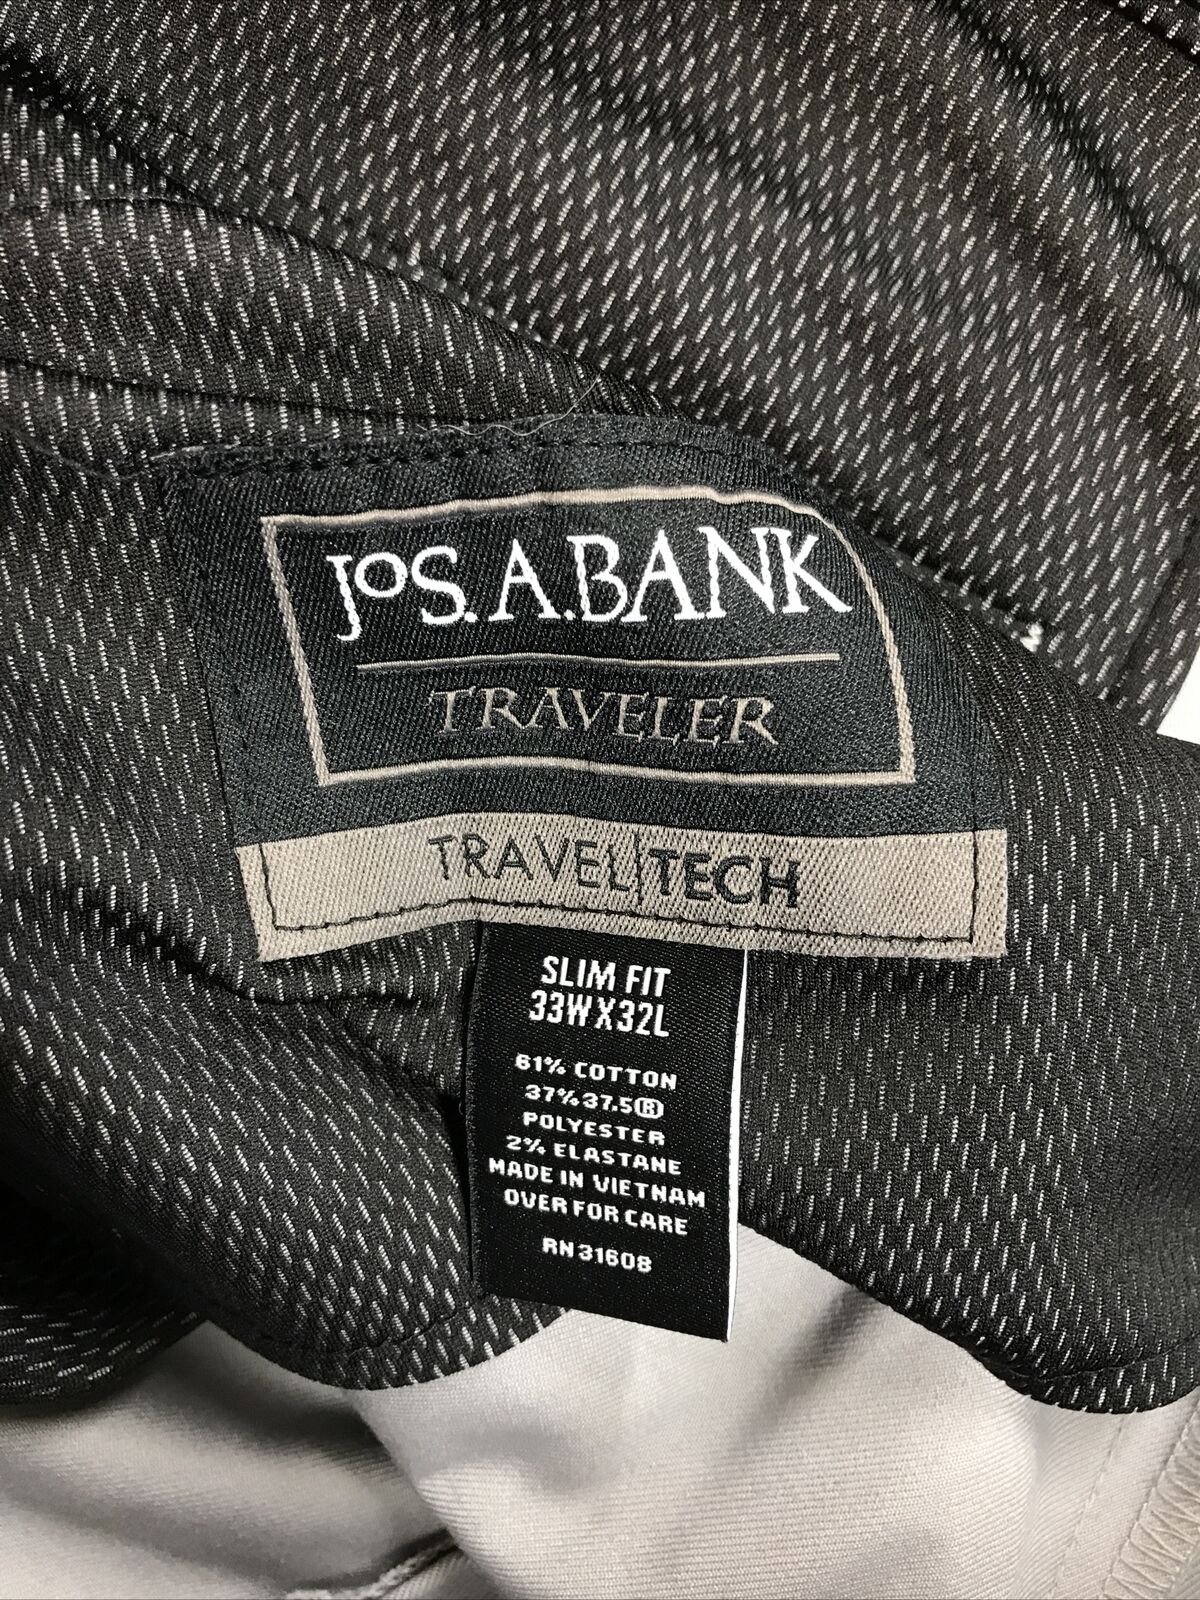 JoS. A. BANK
TRAVELER
TRAVEL|TECH
SLIM FIT
33W X 32L
61% COTTON
37% 37.5®
POLYESTER
2% ELASTANE
MADE IN VIETNAM
OVER FOR CARE
RN 31608